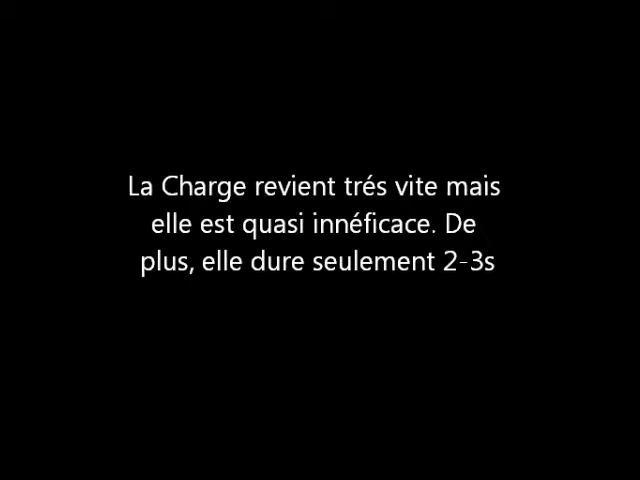 La Charge revient trés vite mais
elle est quasi innéficace. De
plus, elle dure seulement 2-3s